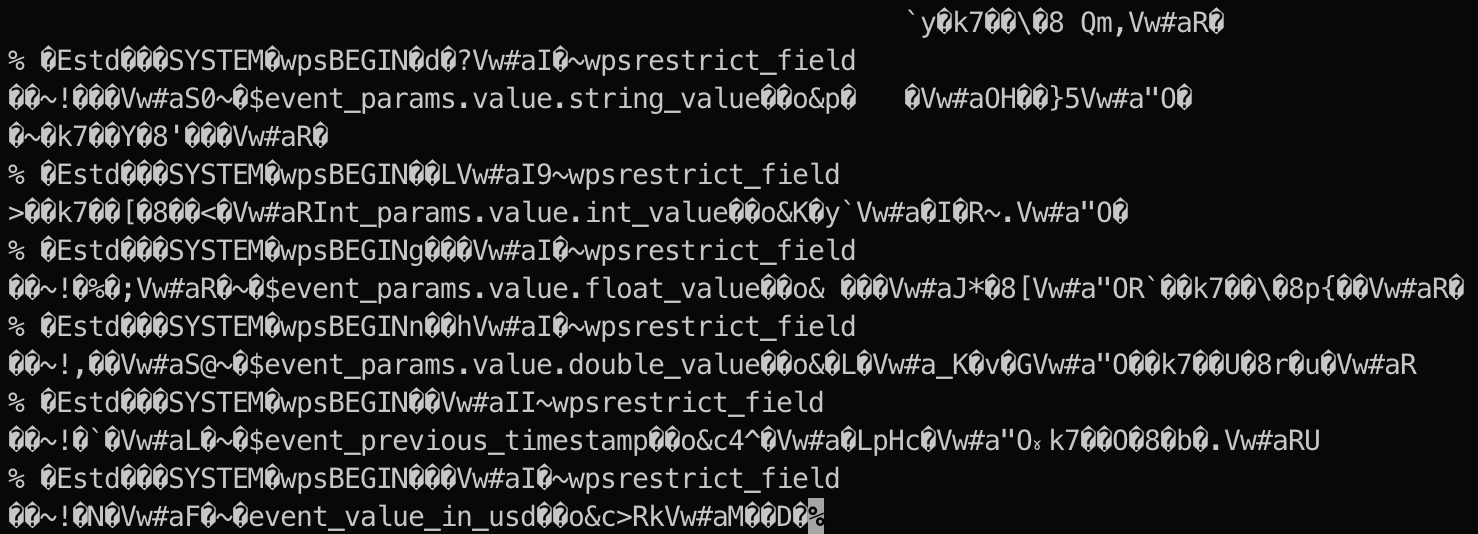 `y�k7��\�8 Qm,Vw#aR�
% �Estd���SYSTEM�wpsBEGIN�d�?Vw#aI�~wpsrestrict_field
��~!���Vw#aS0~�$event_params.value.string_value��o&p�   �Vw#aOH��}5Vw#a"O�
�~�k7��Y�8'���Vw#aR�
% �Estd���SYSTEM�wpsBEGIN��LVw#aI9~wpsrestrict_field
>��k7��[�8��<�Vw#aRInt_params.value.int_value��o&K�y`Vw#a�I�R~.Vw#a"O�
% �Estd���SYSTEM�wpsBEGINg���Vw#aI�~wpsrestrict_field
��~!�%�;Vw#aR�~�$event_params.value.float_value��o& ���Vw#aJ*�8[Vw#a"OR`��k7��\�8p{��Vw#aR�
% �Estd���SYSTEM�wpsBEGINn��hVw#aI�~wpsrestrict_field
��~!,��Vw#aS@~�$event_params.value.double_value��o&�L�Vw#a_K�v�GVw#a"O��k7��U�8r�u�Vw#aR
% �Estd���SYSTEM�wpsBEGIN��Vw#aII~wpsrestrict_field
��~!�`�Vw#aL�~�$event_previous_timestamp��o&c4^�Vw#a�LpHc�Vw#a"O k7��O�8�b�.Vw#aRU
% �Estd���SYSTEM�wpsBEGIN���Vw#aI�~wpsrestrict_field
��~!�N�Vw#aF�~�event_value_in_usd��o&c>RkVw#aM��D�%